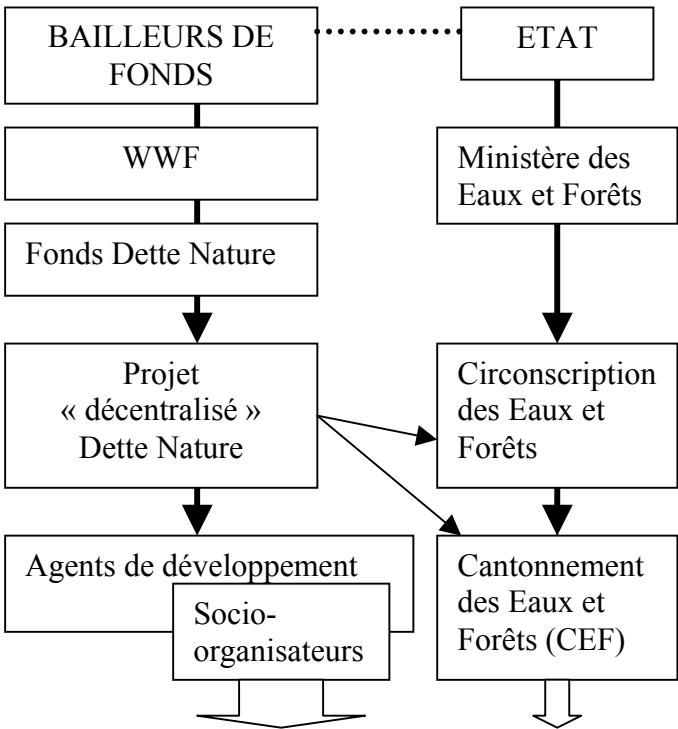 BAILLEURS DE
FONDS
ETAT
WWF
Ministère des
Eaux et Forêts
Fonds Dette Nature
Projet
« décentralisé »
Dette Nature
Circonscription
des Eaux et
Forêts
Agents de développement
Socio-
organisateurs
Cantonnement
des Eaux et
Forêts (CEF)